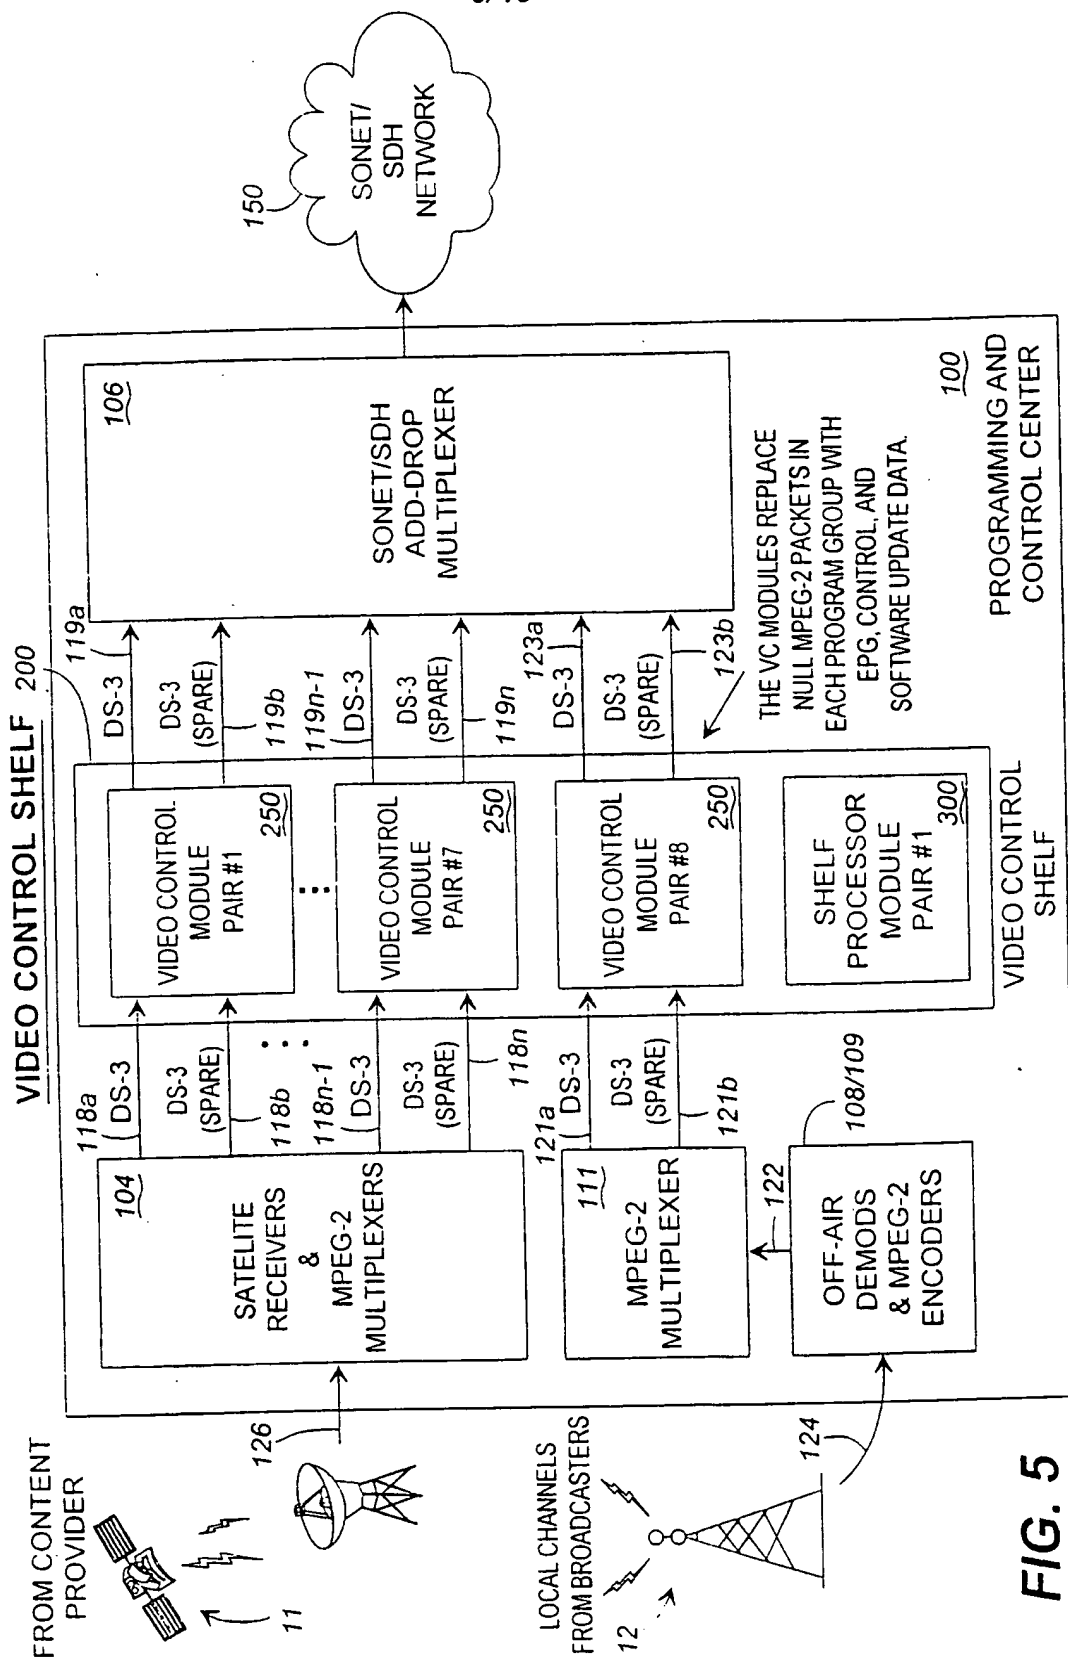 VIDEO CONTROL SHELF
FROM CONTENT
PROVIDER
11
126
LOCAL CHANNELS
FROM BROADCASTERS
12
124
104
SATELITE
RECEIVERS
&
MPEG-2
MULTIPLEXERS
111
MPEG-2
MULTIPLEXER
122
108/109
OFF-AIR
DEMODS
& MPEG-2
ENCODERS
118a
DS-3
DS-3
(SPARE)
118b
118n-1
DS-3
DS-3
(SPARE)
118n
121a
DS-3
DS-3
(SPARE)
121b
200
VIDEO CONTROL
MODULE
PAIR #1
250
VIDEO CONTROL
MODULE
PAIR #7
250
VIDEO CONTROL
MODULE
PAIR #8
250
SHELF
PROCESSOR
MODULE
PAIR #1
300
VIDEO CONTROL
SHELF
DS-3
119a
DS-3
(SPARE)
119b
119n-1
DS-3
DS-3
(SPARE)
119n
DS-3
123a
DS-3
(SPARE)
123b
THE VC MODULES REPLACE
NULL MPEG-2 PACKETS IN
EACH PROGRAM GROUP WITH
EPG, CONTROL, AND
SOFTWARE UPDATE DATA.
106
SONET/SDH
ADD-DROP
MULTIPLEXER
100
PROGRAMMING AND
CONTROL CENTER
150
SONET/
SDH
NETWORK
FIG. 5